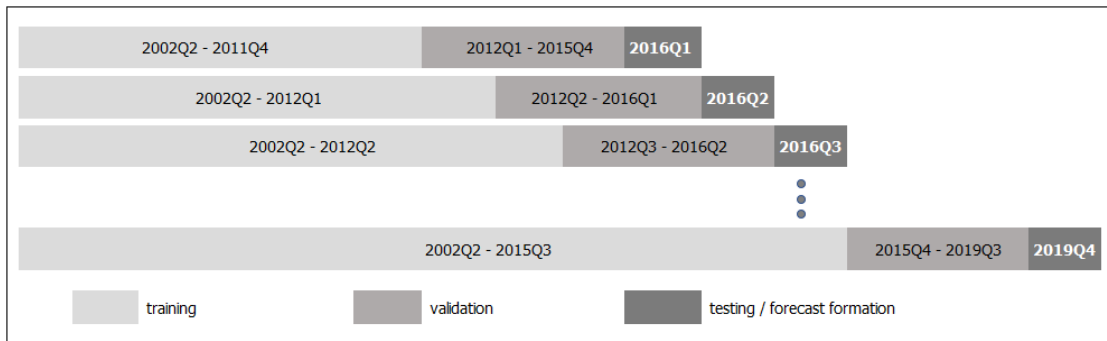 2002Q2 - 2011Q4 2012Q1 - 2015Q4 2016Q1
2002Q2 - 2012Q1 2012Q2 - 2016Q1 2016Q2
2002Q2 - 2012Q2 2012Q3 - 2016Q2 2016Q3
2002Q2 - 2015Q3 2015Q4 - 2019Q3 2019Q4
training validation testing / forecast formation